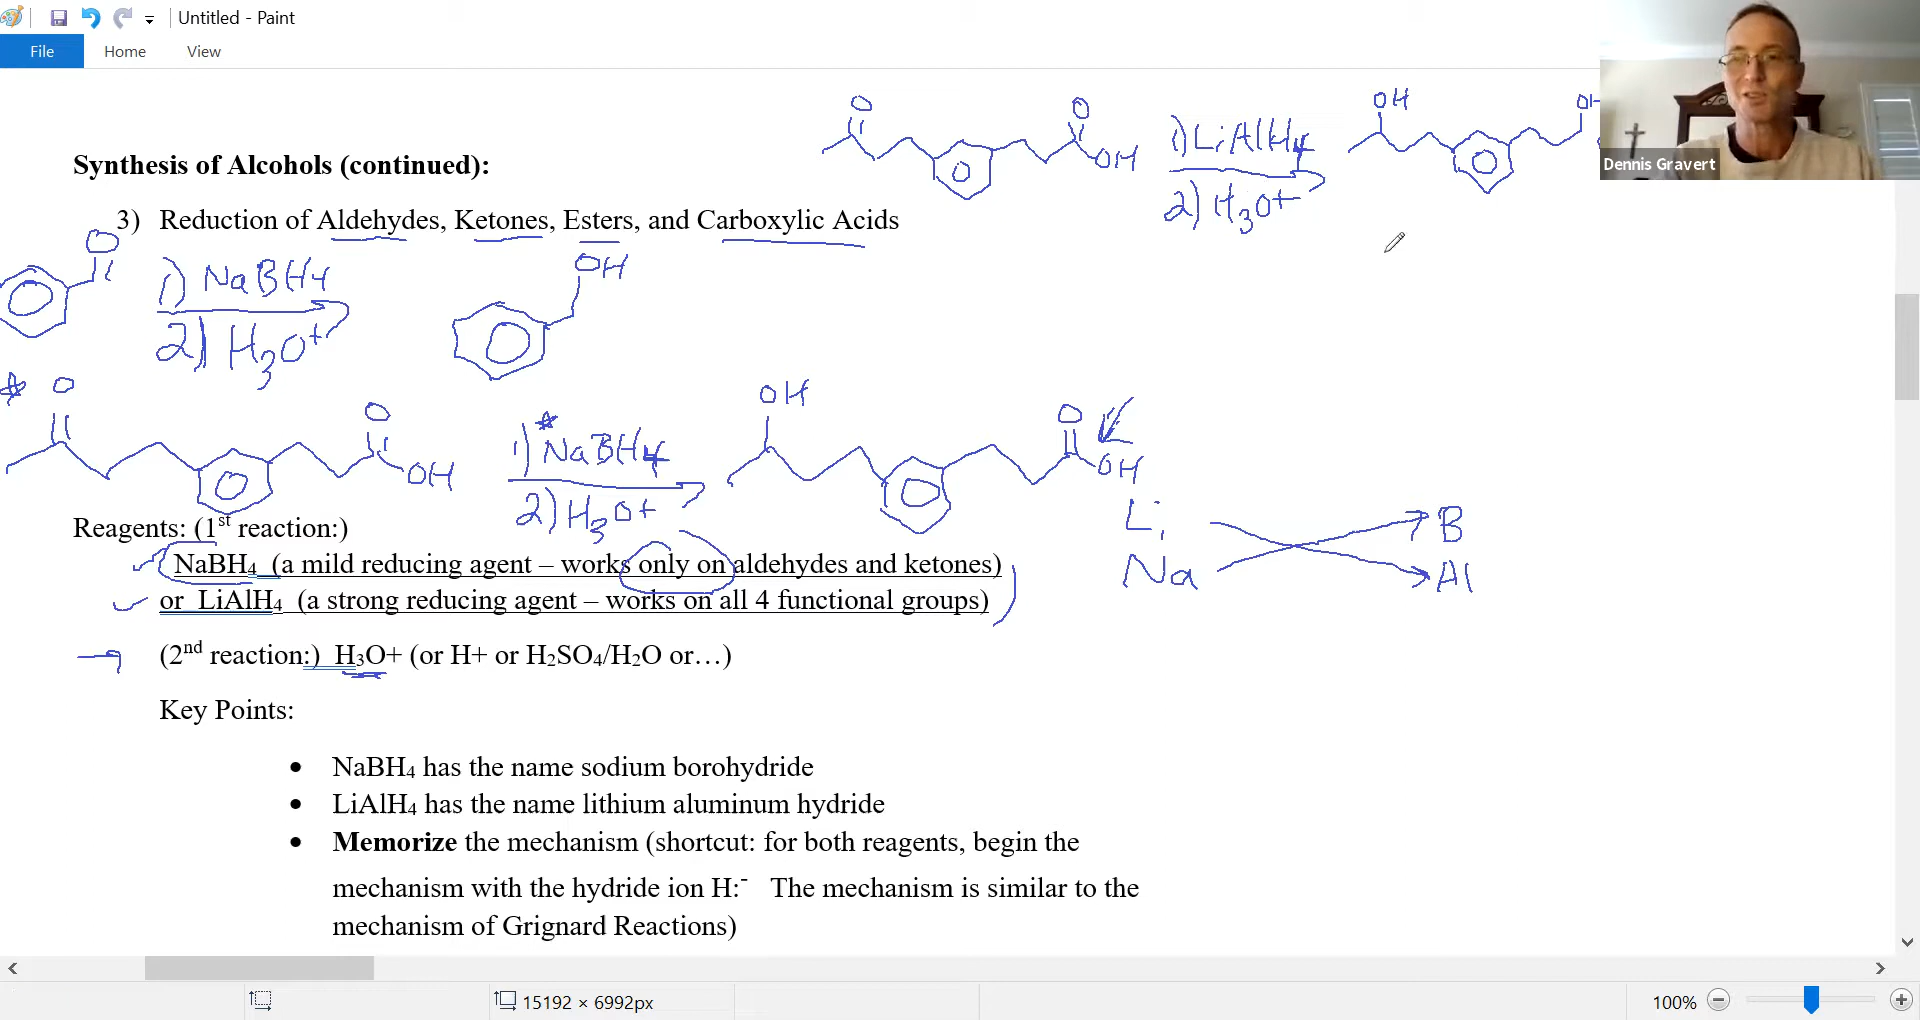 Untitled - Paint
File Home View
O O 1) LiAlH4 OH OH
OH
2) H3O+
Dennis Gravert
Synthesis of Alcohols (continued):
3) Reduction of Aldehydes, Ketones, Esters, and Carboxylic Acids
O 1) NaBH4 OH
2) H3O+
O O OH O
OH 1) NaBH4 OH
2) H3O+
Li B
Na Al
Reagents: (1st reaction:)
NaBH4 (a mild reducing agent – works only on aldehydes and ketones)
or LiAlH4 (a strong reducing agent – works on all 4 functional groups)
(2nd reaction:) H3O+ (or H+ or H2SO4/H2O or…)
Key Points:
• NaBH4 has the name sodium borohydride
• LiAlH4 has the name lithium aluminum hydride
• Memorize the mechanism (shortcut: for both reagents, begin the
mechanism with the hydride ion H:- The mechanism is similar to the
mechanism of Grignard Reactions)
15192 × 6992px
100%